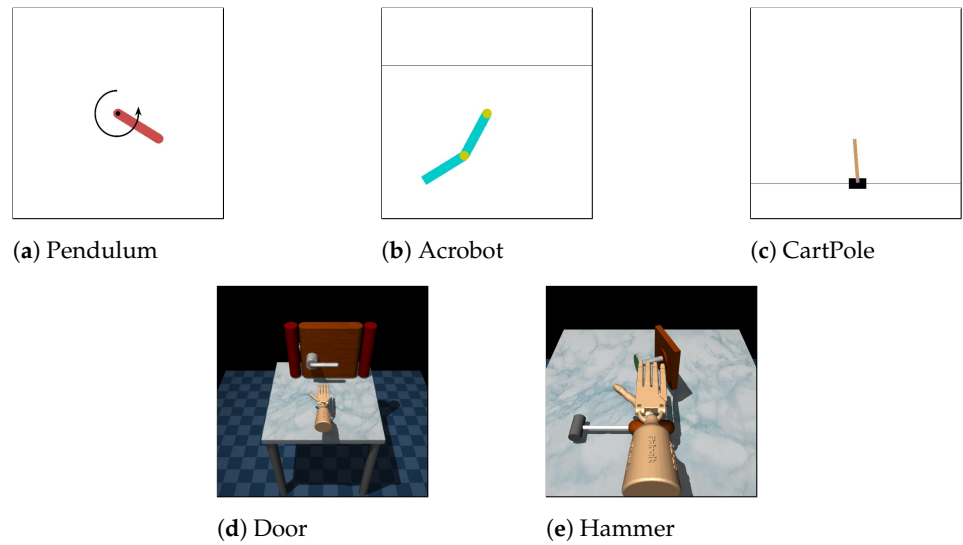 (a) Pendulum
(b) Acrobot
(c) CartPole
(d) Door
(e) Hammer